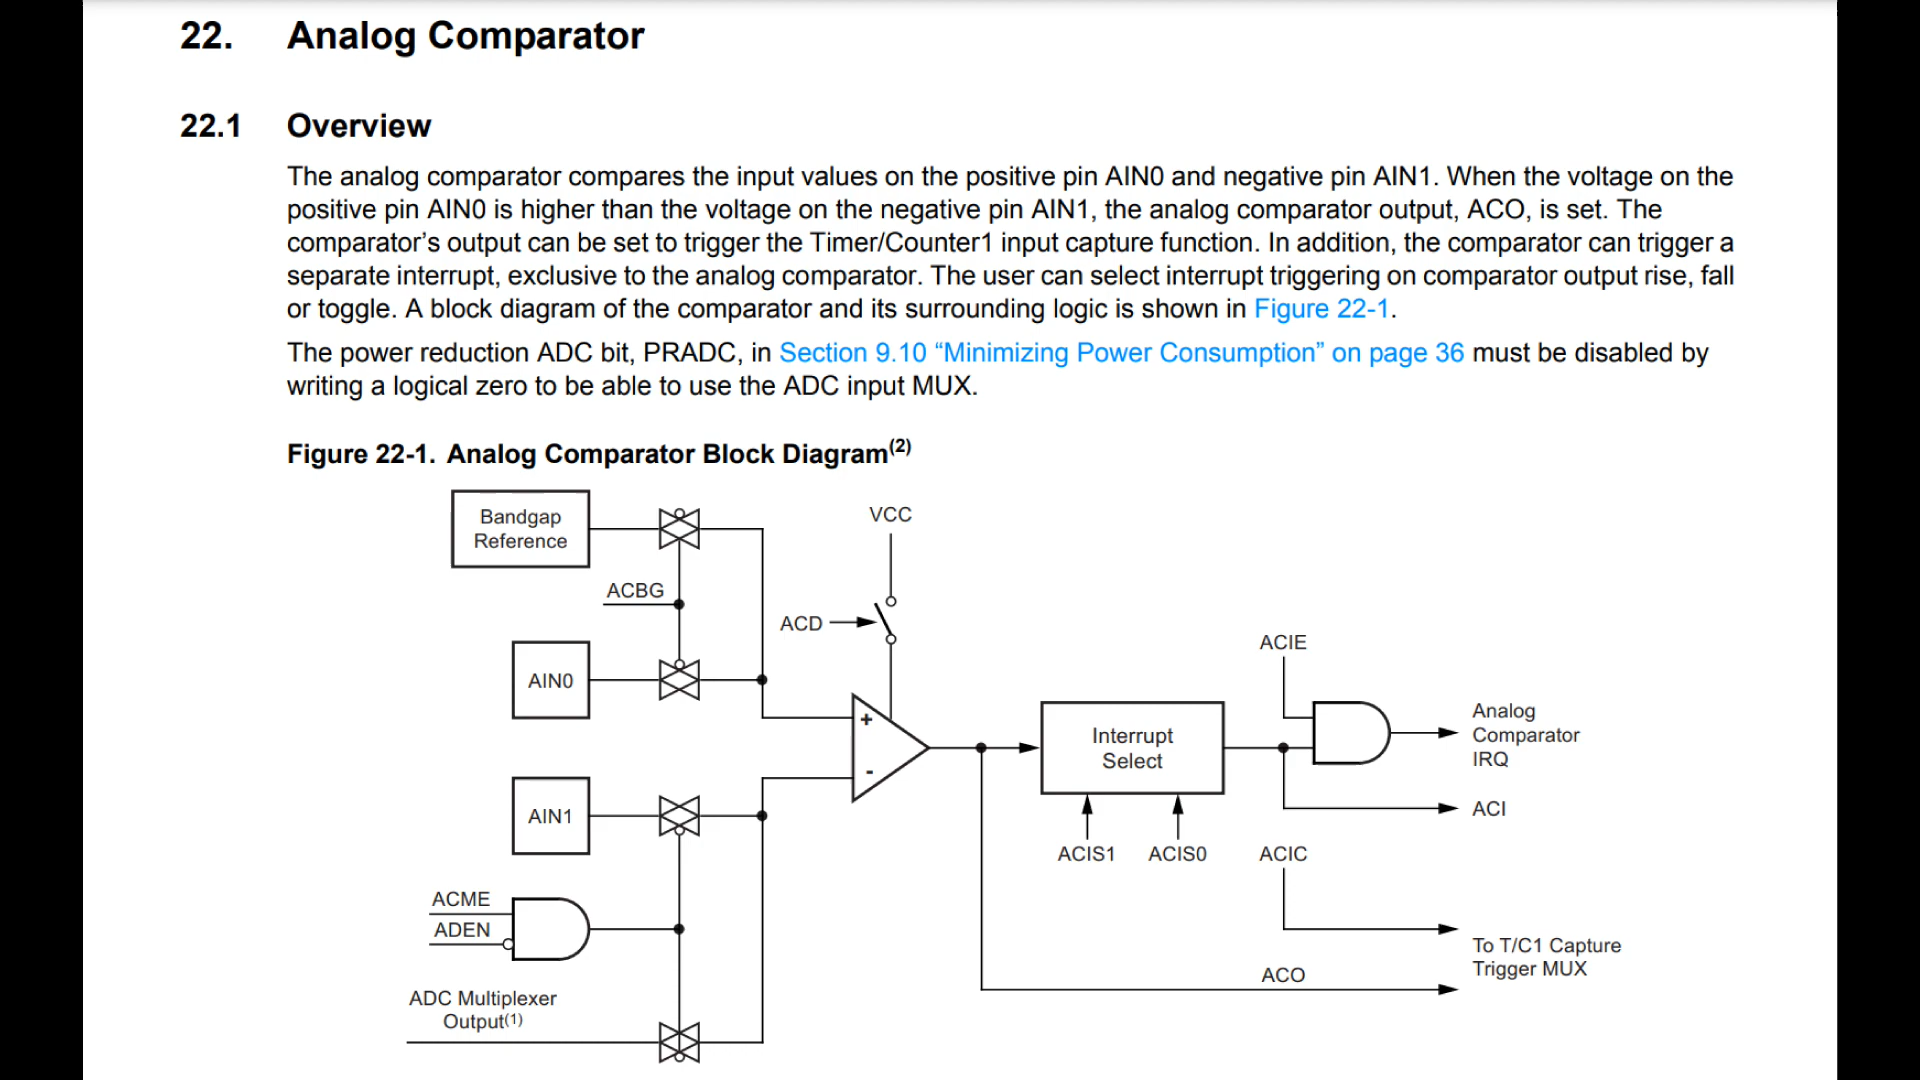 22. Analog Comparator
22.1 Overview
The analog comparator compares the input values on the positive pin AIN0 and negative pin AIN1. When the voltage on the
positive pin AIN0 is higher than the voltage on the negative pin AIN1, the analog comparator output, ACO, is set. The
comparator’s output can be set to trigger the Timer/Counter1 input capture function. In addition, the comparator can trigger a
separate interrupt, exclusive to the analog comparator. The user can select interrupt triggering on comparator output rise, fall
or toggle. A block diagram of the comparator and its surrounding logic is shown in Figure 22-1.
The power reduction ADC bit, PRADC, in Section 9.10 “Minimizing Power Consumption” on page 36 must be disabled by
writing a logical zero to be able to use the ADC input MUX.
Figure 22-1. Analog Comparator Block Diagram(2)
Bandgap
Reference
VCC
ACBG
ACD
ACIE
AIN0
+
-
Interrupt
Select
Analog
Comparator
IRQ
AIN1
ACI
ACIS1
ACIS0
ACIC
ACME
ADEN
To T/C1 Capture
Trigger MUX
ACO
ADC Multiplexer
Output(1)